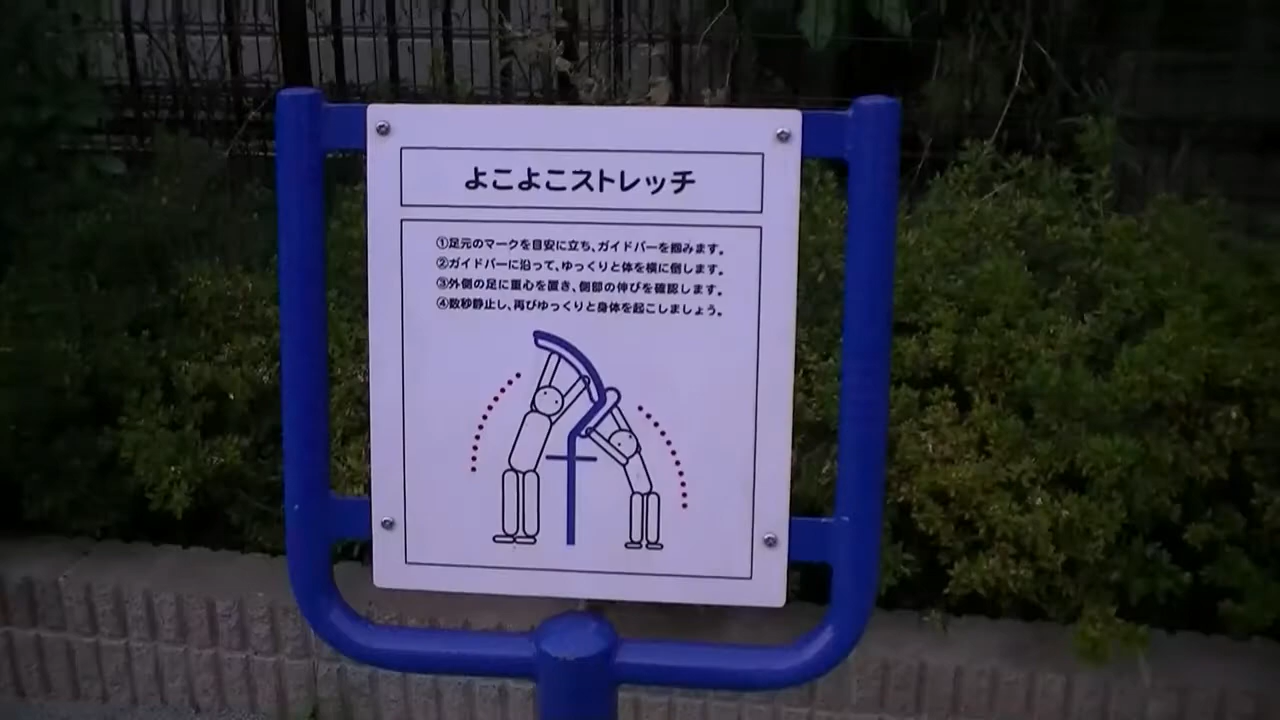 よこよこストレッチ
①足元のマークを目安に立ち、ガイドバーを掴みます。
②ガイドバーに沿って、ゆっくりと体を横に倒します。
③外側の足に重心を置き、側部の伸びを確認します。
④数秒静止し、再びゆっくりと身体を起こしましょう。